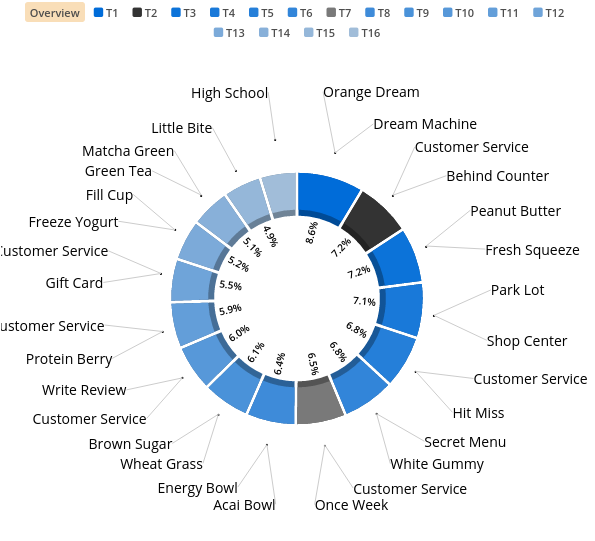 Overview T1 T2 T3 T4 T5 T6 T7 T8 T9 T10 T11 T12
T13 T14 T15 T16
High School
Orange Dream
Little Bite
Dream Machine
Matcha Green
Customer Service
Green Tea
Behind Counter
Fill Cup
Peanut Butter
Freeze Yogurt
Fresh Squeeze
ustomer Service
Gift Card
Park Lot
ustomer Service
Shop Center
Protein Berry
Customer Service
Write Review
Hit Miss
Customer Service
Secret Menu
Brown Sugar
White Gummy
Wheat Grass
Customer Service
Energy Bowl
Once Week
Acai Bowl
8.6%
7.2%
7.2%
7.1%
6.8%
6.8%
6.5%
6.4%
6.1%
6.0%
5.9%
5.5%
5.2%
5.1%
4.9%